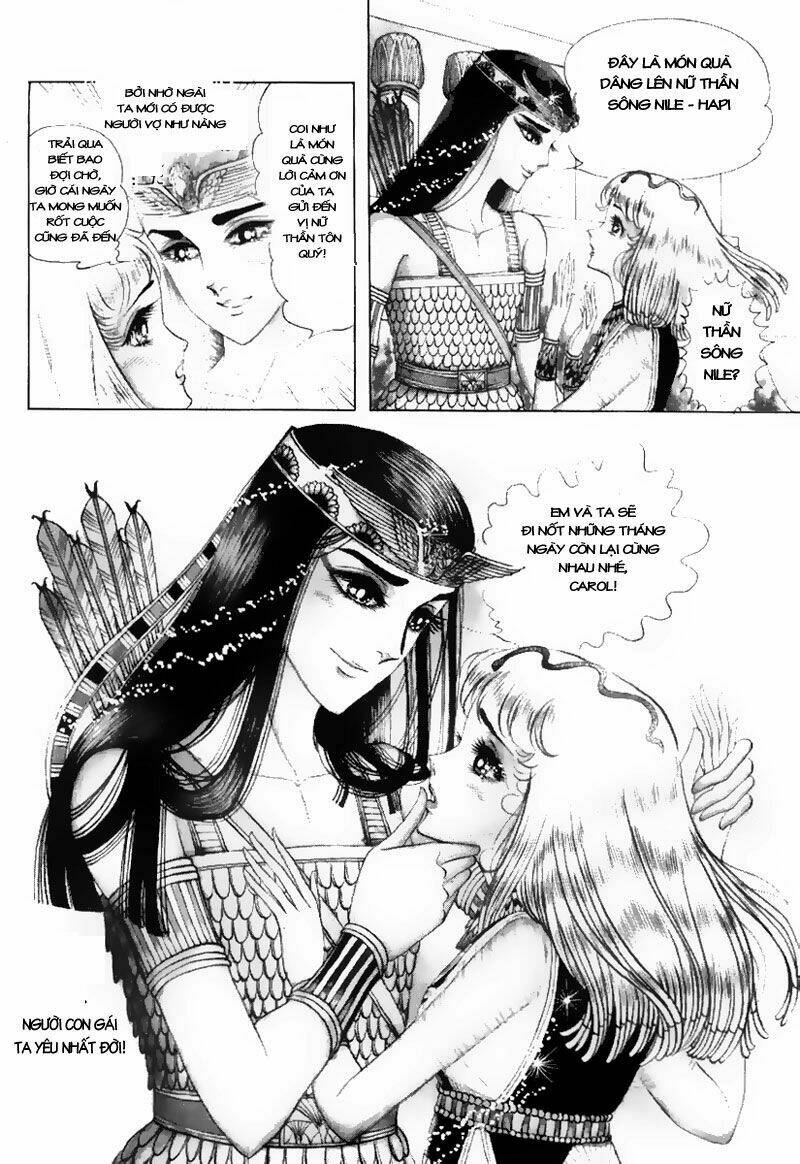 ĐÂY LÀ MÓN QUÀ
DÂNG LÊN NỮ THẦN
SÔNG NILE - HAPI
NỮ
THẦN
SÔNG
NILE?
BỞI NHỜ NGÀI
TA MỚI CÓ ĐƯỢC
NGƯỜI VỢ NHƯ NÀNG
COI NHƯ
LÀ MÓN
QUÀ CŨNG
LỜI CẢM ƠN
CỦA TA
GỬI ĐẾN
VỊ NỮ
THẦN TÔN
QUÝ!
TRẢI QUA
BIẾT BAO
ĐỢI CHỜ,
GIỜ CÁI NGÀY
TA MONG MUỐN
RỐT CUỘC
CŨNG ĐÃ ĐẾN.
EM VÀ TA SẼ
ĐI NỐT NHỮNG THÁNG
NGÀY CÒN LẠI CÙNG
NHAU NHÉ,
CAROL!
NGƯỜI CON GÁI
TA YÊU NHẤT ĐỜI!